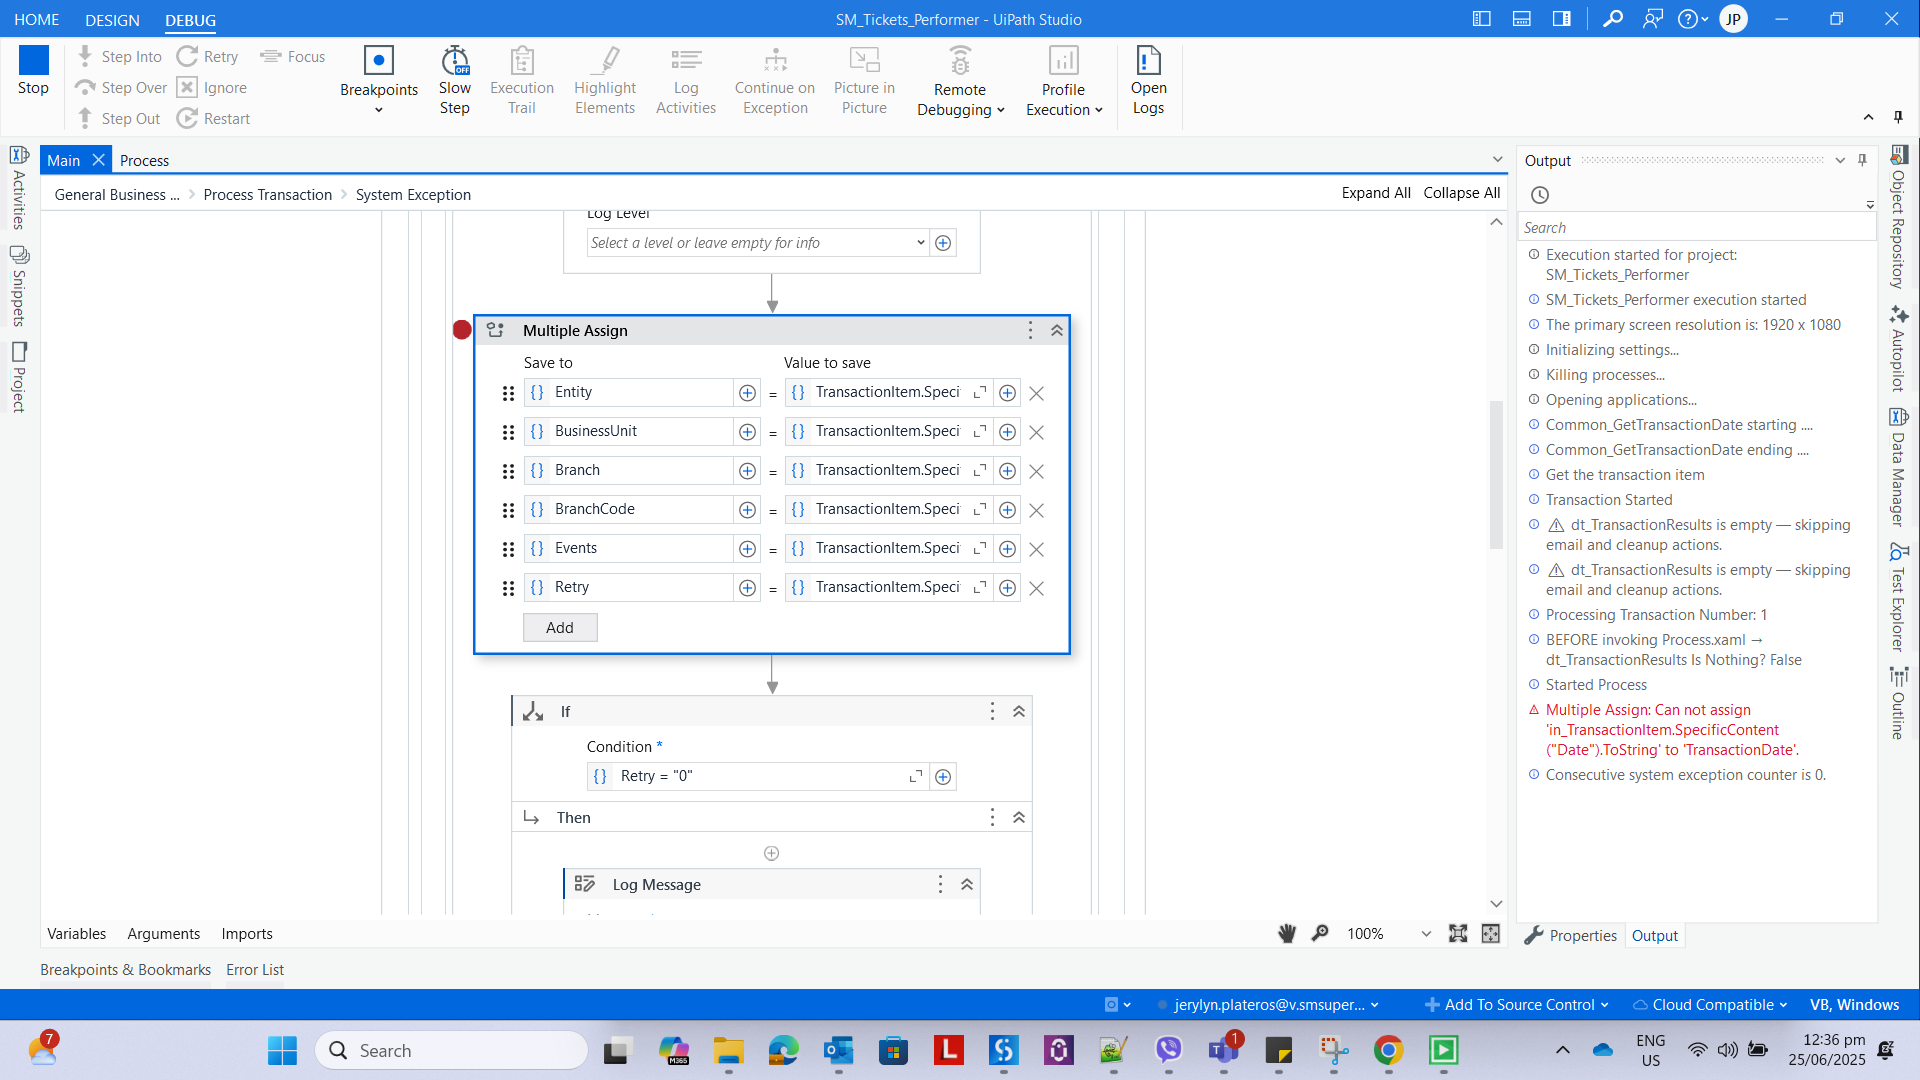 HOME DESIGN DEBUG
SM_Tickets_Performer - UiPath Studio
JP
Stop
Step Into
Step Over
Step Out
Retry
Ignore
Restart
Focus
Breakpoints
Slow Step
OFF
Execution Trail
Highlight Elements
Log Activities
Continue on Exception
Picture in Picture
Remote Debugging
Profile Execution
Open Logs
Activities
Snippets
Project
Main
Process
General Business ... > Process Transaction > System Exception
Expand All Collapse All
Log Level
Select a level or leave empty for info
Multiple Assign
Save to Value to save
Entity = TransactionItem.Speci
BusinessUnit = TransactionItem.Speci
Branch = TransactionItem.Speci
BranchCode = TransactionItem.Speci
Events = TransactionItem.Speci
Retry = TransactionItem.Speci
Add
If
Condition *
Retry = "0"
Then
Log Message
Variables Arguments Imports
100%
Breakpoints & Bookmarks Error List
Output
Search
Execution started for project:
SM_Tickets_Performer
SM_Tickets_Performer execution started
The primary screen resolution is: 1920 x 1080
Initializing settings...
Killing processes...
Opening applications...
Common_GetTransactionDate starting ....
Common_GetTransactionDate ending ....
Get the transaction item
Transaction Started
⚠ dt_TransactionResults is empty — skipping
email and cleanup actions.
⚠ dt_TransactionResults is empty — skipping
email and cleanup actions.
Processing Transaction Number: 1
BEFORE invoking Process.xaml →
dt_TransactionResults Is Nothing? False
Started Process
Multiple Assign: Can not assign
'in_TransactionItem.SpecificContent
("Date").ToString' to 'TransactionDate'.
Consecutive system exception counter is 0.
Properties Output
Object Repository
Autopilot
Data Manager
Test Explorer
Outline
jerylyn.plateros@v.smsuper...
Add To Source Control
Cloud Compatible
VB, Windows
7
Search
M365
L
1
ENG
US
12:36 pm
25/06/2025